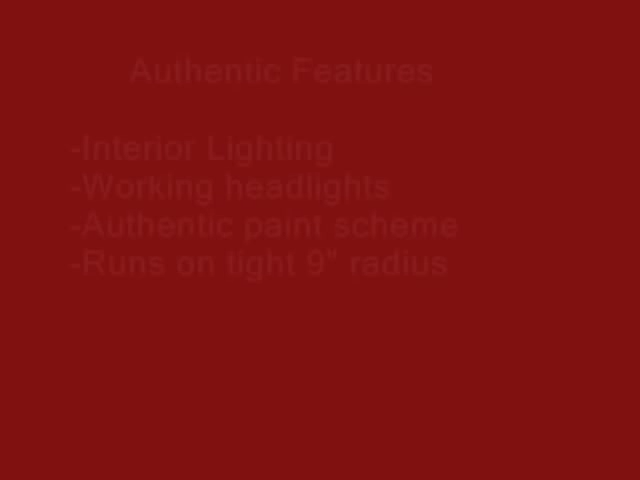 Authentic Features
-Interior Lighting
-Working headlights
-Authentic paint scheme
-Runs on tight 9" radius